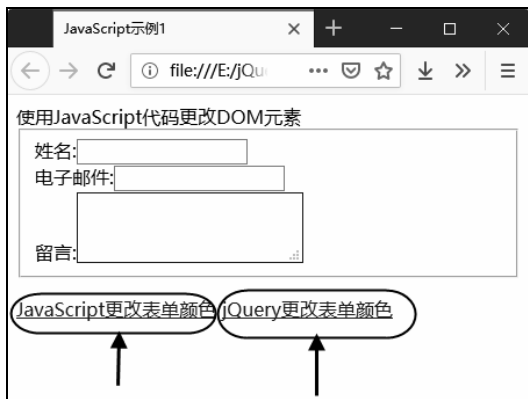 JavaScript示例1
file:///E:/jQu
使用JavaScript代码更改DOM元素
姓名:
电子邮件:
留言:
JavaScript更改表单颜色 jQuery更改表单颜色